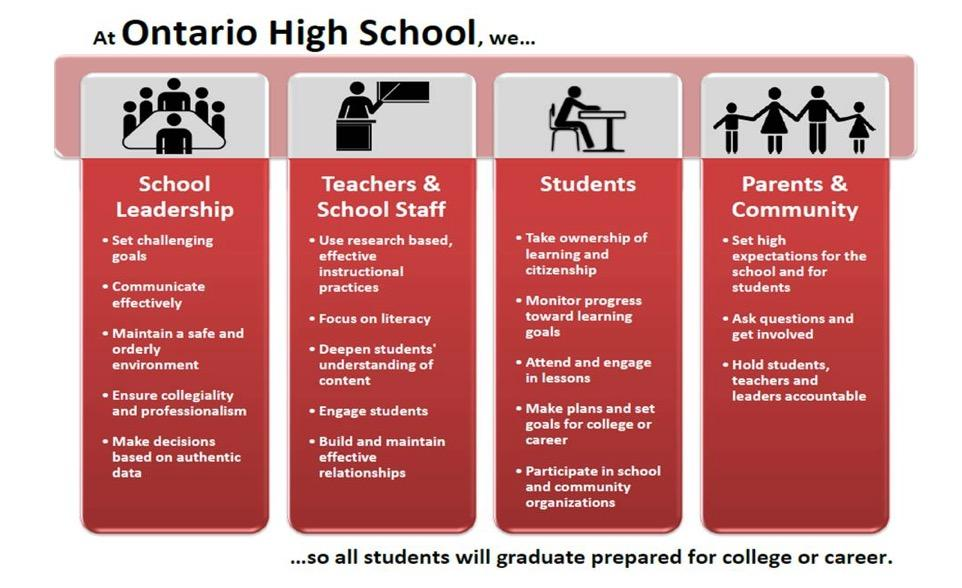 At Ontario High School, we...
School
Leadership
• Set challenging
goals
• Communicate
effectively
• Maintain a safe and
orderly
environment
• Ensure collegiality
and professionalism
• Make decisions
based on authentic
data
Teachers &
School Staff
• Use research based,
effective
instructional
practices
• Focus on literacy
• Deepen students'
understanding of
content
• Engage students
• Build and maintain
effective
relationships
Students
• Take ownership of
learning and
citizenship
• Monitor progress
toward learning
goals
• Attend and engage
in lessons
• Make plans and set
goals for college or
career
• Participate in school
and community
organizations
Parents &
Community
• Set high
expectations for the
school and for
students
• Ask questions and
get involved
• Hold students,
teachers and
leaders accountable
...so all students will graduate prepared for college or career.